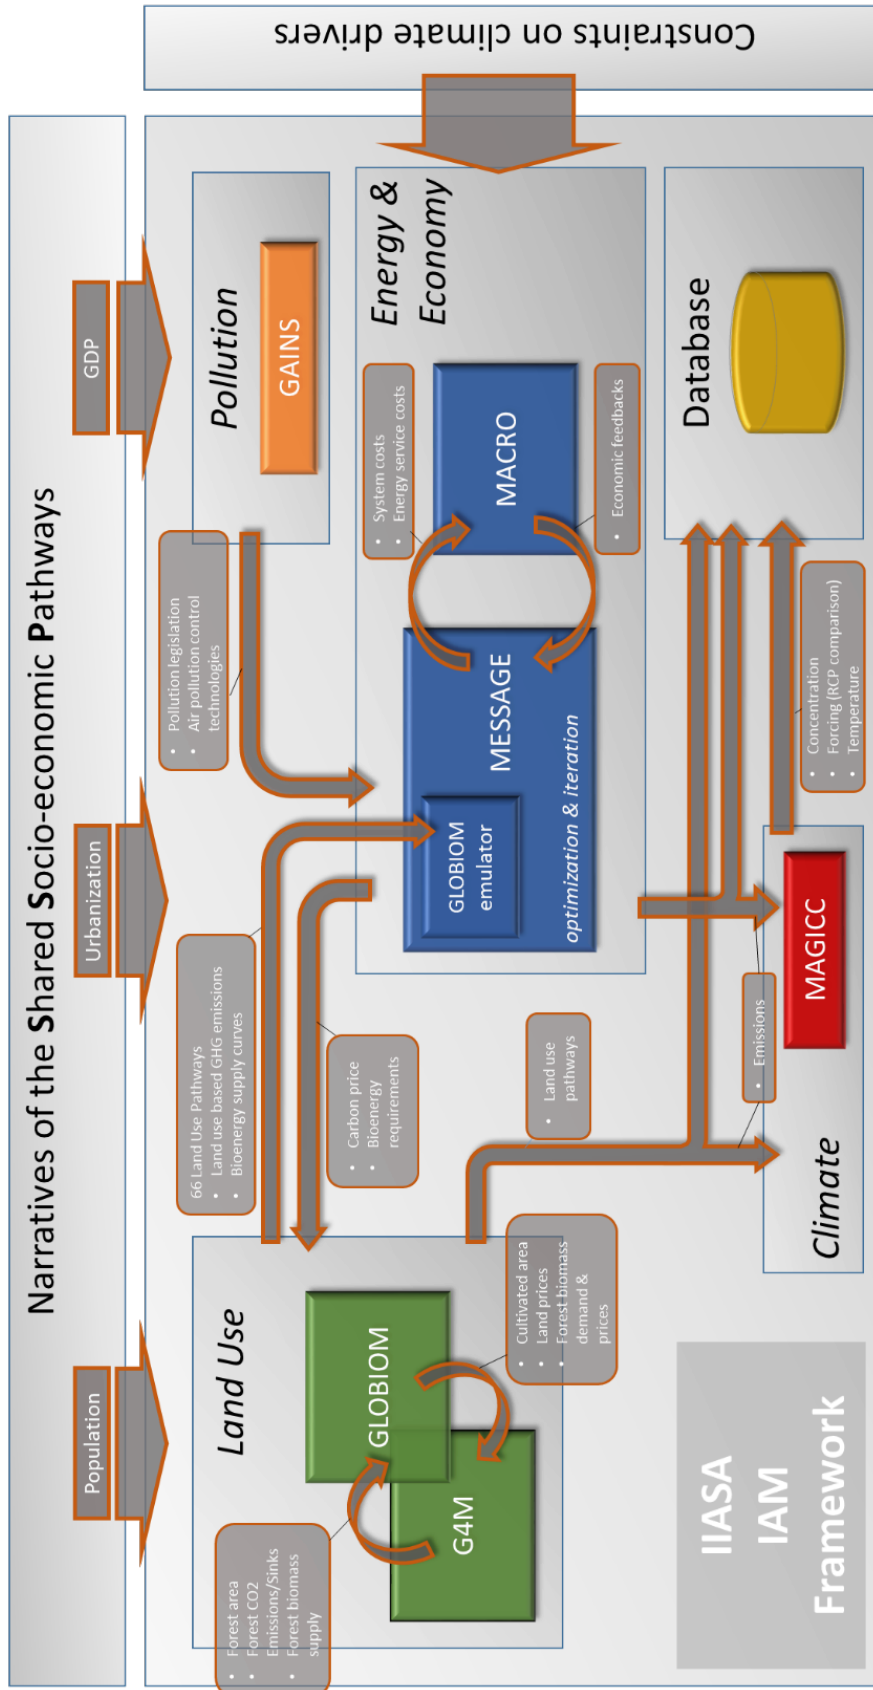 Narratives of the Shared Socio-economic Pathways
Population
Urbanization
GDP
Constraints on climate drivers
Land Use
GLOBIOM
G4M
• Forest area
• Forest CO2
Emissions/Sinks
• Forest biomass
supply
• Cultivated area
• Land prices
• Forest biomass
demand &
prices
66 Land Use Pathways
• Land use based GHG emissions
• Bioenergy supply curves
• Carbon price
• Bioenergy
requirements
• Pollution legislation
• Air pollution control
technologies
Pollution
GAINS
Energy &
Economy
MESSAGE
GLOBIOM
emulator
optimization & iteration
MACRO
• System costs
• Energy service costs
• Economic feedbacks
• Land use
pathways
• Emissions
Climate
MAGICC
• Concentration
• Forcing (RCP comparison)
• Temperature
Database
IIASA
IAM
Framework